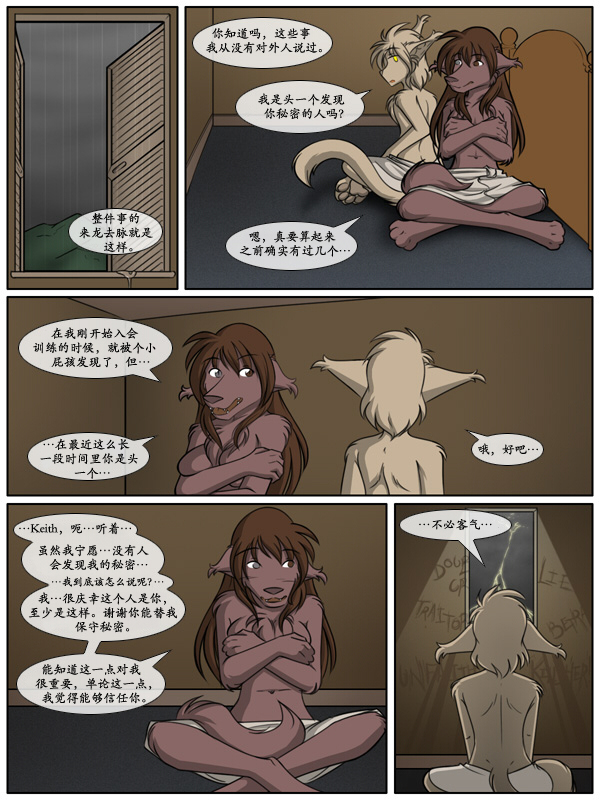 整件事的
来龙去脉就是
这样。
你知道吗，这些事
我从没有对外人说过。
我是头一个发现
你秘密的人吗？
嗯，真要算起来
之前确实有过几个…
在我刚开始入会
训练的时候，就被个小
屁孩发现了，但…
…在最近这么长
一段时间里你是头
一个…
哦，好吧…
…Keith，呃…听着…
虽然我宁愿…没有人
会发现我的秘密…
…我到底该怎么说呢？…
我…很庆幸这个人是你，
至少是这样。谢谢你能替我
保守秘密。
能知道这一点对我
很重要，单论这一点，
我觉得能够信任你。
…不必客气…
LIE
TRAITOR